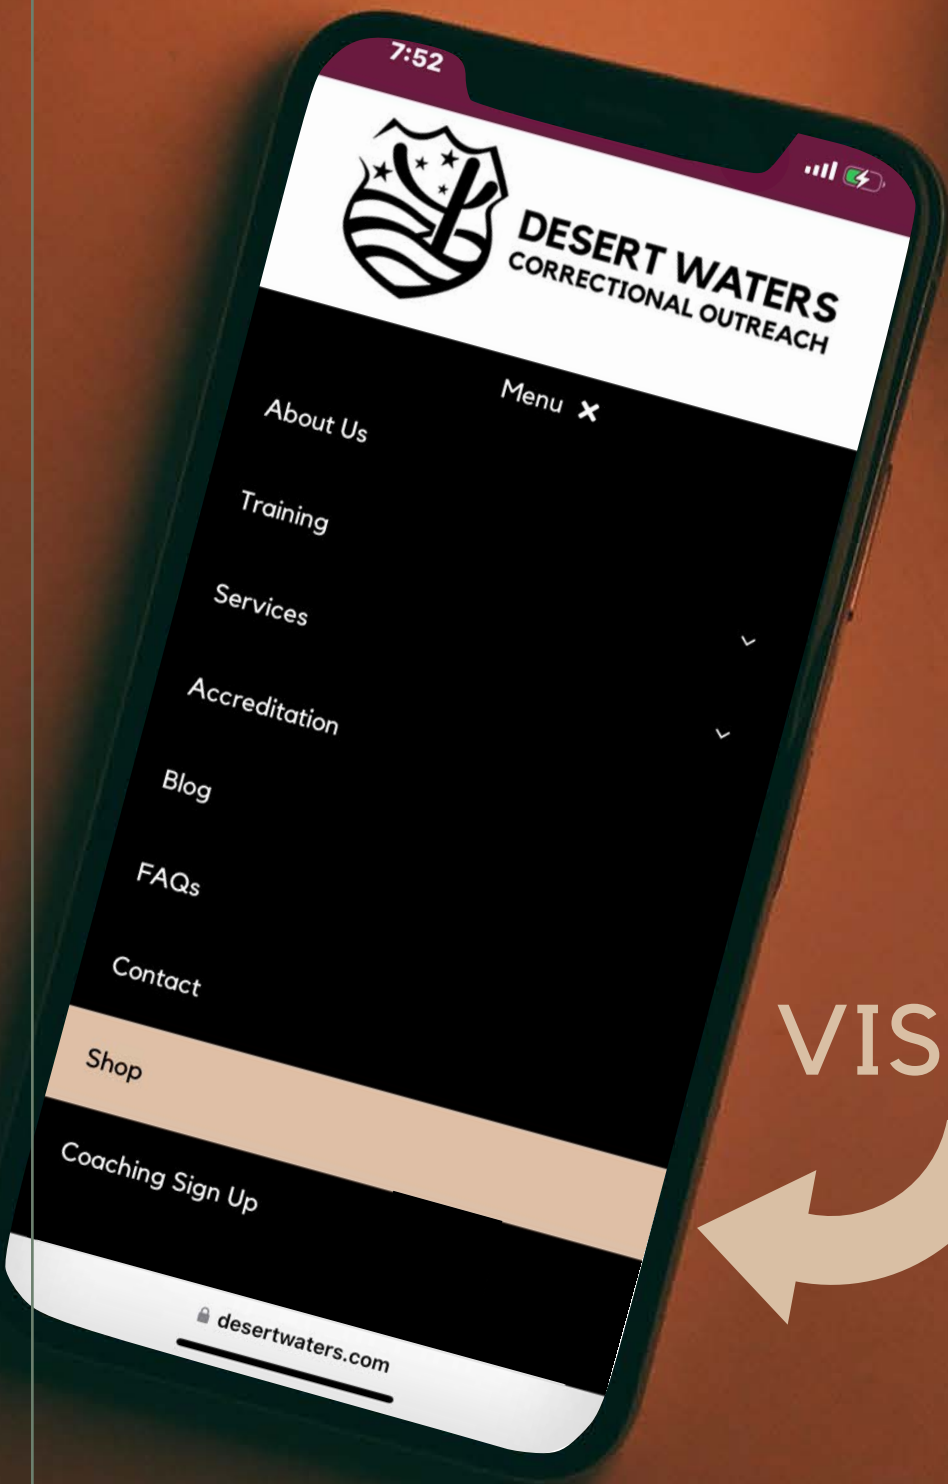 7:52
DESERT WATERS
CORRECTIONAL OUTREACH
Menu
About Us
Training
Services
Accreditation
Blog
FAQs
Contact
Shop
Coaching Sign Up
desertwaters.com
VIS